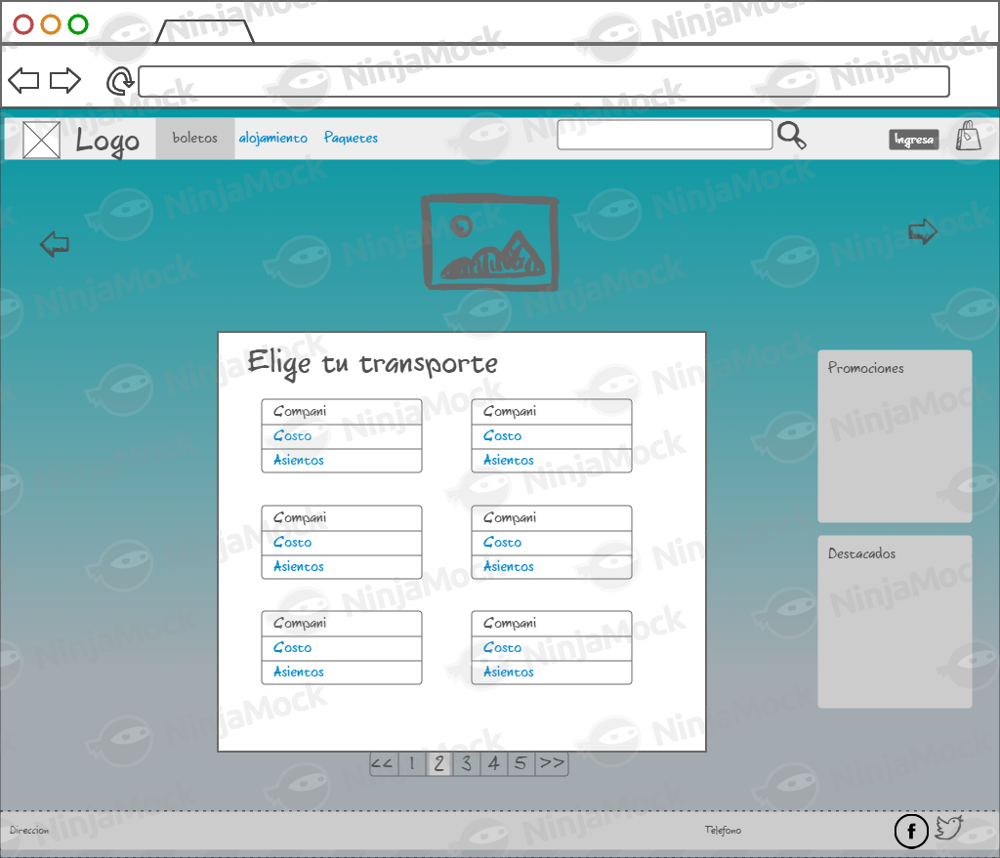 Logo boletos alojamiento Paquetes Ingresa
Elige tu transporte
Promociones
Compani Compani
Costo Costo
Asientos Asientos
Compani Compani
Costo Costo
Asientos Asientos
Destacados
Compani Compani
Costo Costo
Asientos Asientos
<< 1 2 3 4 5 >>
Direccion Telefono
f
NinjaMock